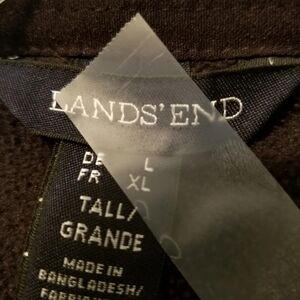 LANDS' END
DE L
FR XL
TALL/
GRANDE
MADE IN
BANGLADESH/